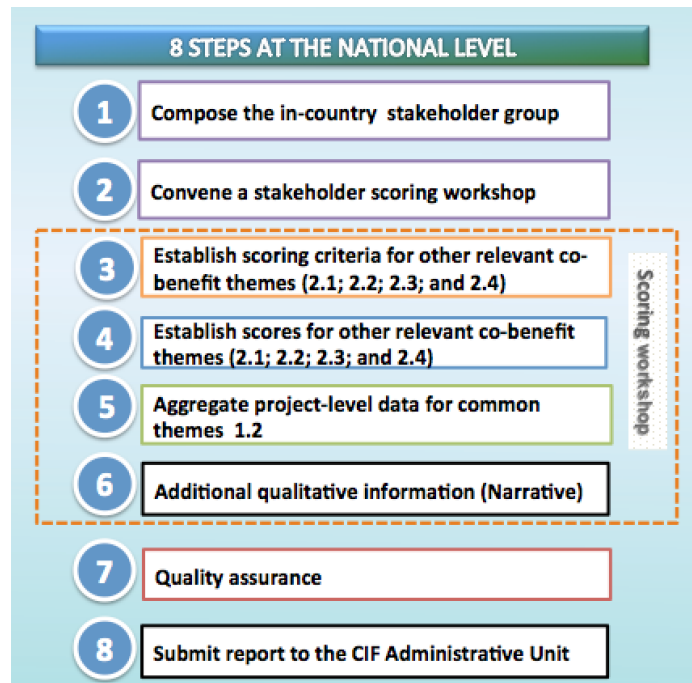 8 STEPS AT THE NATIONAL LEVEL
1
Compose the in-country stakeholder group
2
Convene a stakeholder scoring workshop
3
Establish scoring criteria for other relevant co-
benefit themes (2.1; 2.2; 2.3; and 2.4)
4
Establish scores for other relevant co-benefit
themes (2.1; 2.2; 2.3; and 2.4)
5
Aggregate project-level data for common
themes 1.2
6
Additional qualitative information (Narrative)
Scoring workshop
7
Quality assurance
8
Submit report to the CIF Administrative Unit